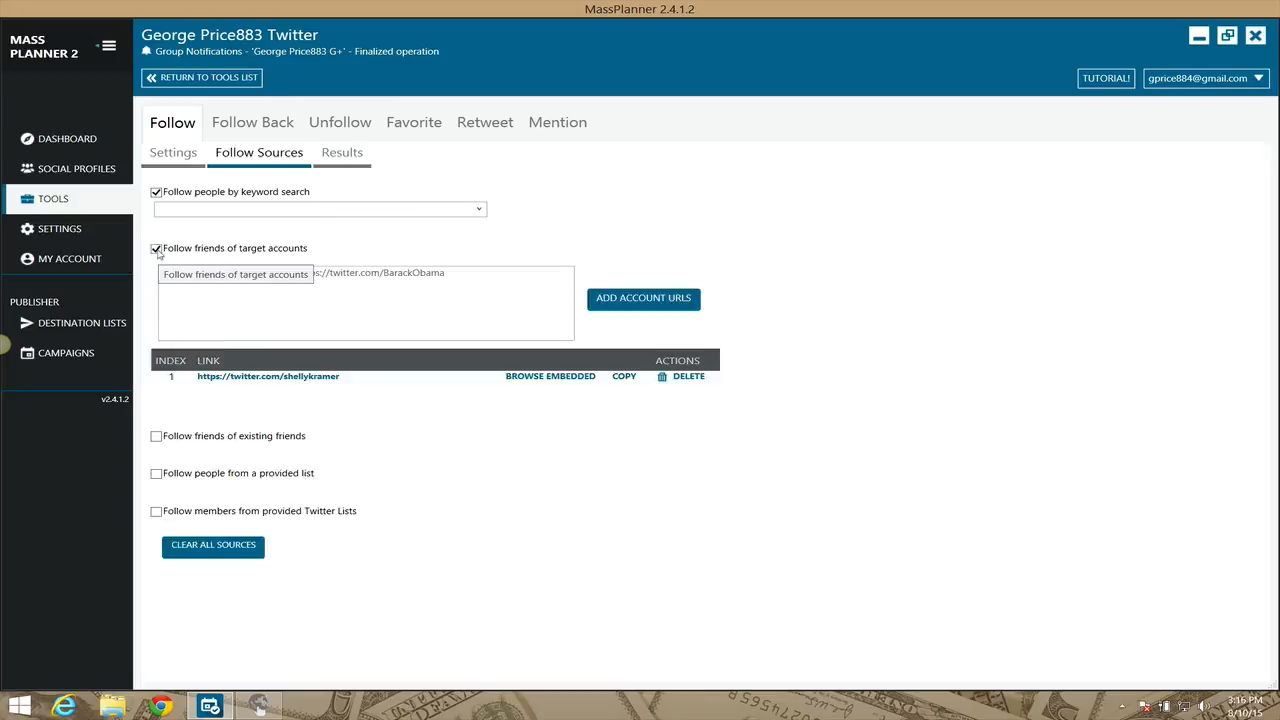 MassPlanner 2.4.1.2
MASS
PLANNER 2
George Price883 Twitter
Group Notifications - 'George Price883 G+' - Finalized operation
RETURN TO TOOLS LIST
TUTORIAL!
gprice884@gmail.com
DASHBOARD
SOCIAL PROFILES
TOOLS
SETTINGS
MY ACCOUNT
PUBLISHER
DESTINATION LISTS
CAMPAIGNS
v2.4.1.2
Follow Follow Back Unfollow Favorite Retweet Mention
Settings Follow Sources Results
Follow people by keyword search
Follow friends of target accounts
Follow friends of target accounts
ps://twitter.com/BarackObama
ADD ACCOUNT URLS
INDEX LINK ACTIONS
1 https://twitter.com/shellykramer BROWSE EMBEDDED COPY DELETE
Follow friends of existing friends
Follow people from a provided list
Follow members from provided Twitter Lists
CLEAR ALL SOURCES
3:16 PM
8/10/15